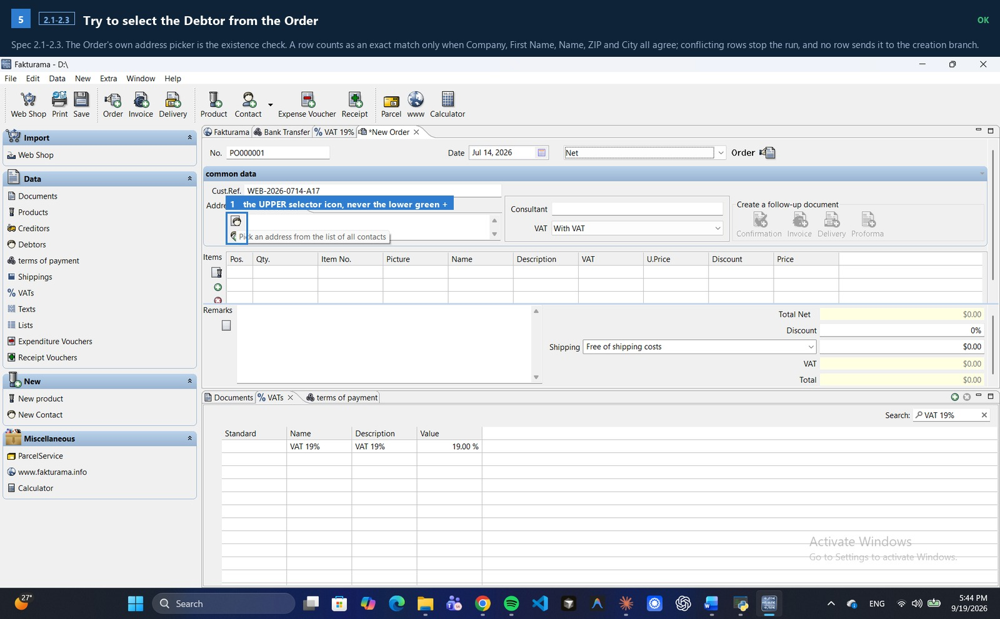 5 2.1-2.3 Try to select the Debtor from the Order OK
Spec 2.1-2.3. The Order's own address picker is the existence check. A row counts as an exact match only when Company, First Name, Name, ZIP and City all agree; conflicting rows stop the run, and no row sends it to the creation branch.
Fakturama - D:\
File Edit Data New Extra Window Help
Web Shop Print Save Order Invoice Delivery Product Contact Expense Voucher Receipt Parcel www Calculator
Import
Web Shop
Data
Documents
Products
Creditors
Debtors
terms of payment
Shippings
VATs
Texts
Lists
Expenditure Vouchers
Receipt Vouchers
New
New product
New Contact
Miscellaneous
ParcelService
www.fakturama.info
Calculator
Fakturama Bank Transfer VAT 19% *New Order
No. PO000001 Date Jul 14, 2026 Net Order
common data
Cust.Ref. WEB-2026-0714-A17
Addre
1 the UPPER selector icon, never the lower green +
Pick an address from the list of all contacts
Consultant
VAT With VAT
Create a follow-up document
Confirmation Invoice Delivery Proforma
Items Pos. Qty. Item No. Picture Name Description VAT U.Price Discount Price
Remarks
Total Net $0.00
Discount 0%
Shipping Free of shipping costs $0.00
VAT $0.00
Total $0.00
Documents VATs terms of payment
Search: VAT 19%
Standard Name Description Value
VAT 19% VAT 19% 19.00 %
Activate Windows
Go to Settings to activate Windows.
27°
Search
ENG
5:44 PM
9/19/2026